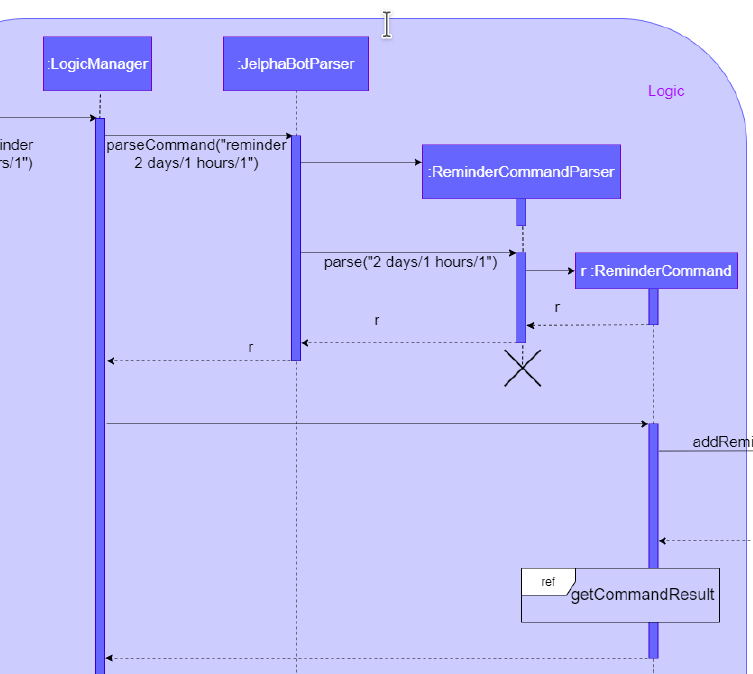 :LogicManager
:JelphaBotParser
Logic
inder
s/1")
parseCommand("reminder
2 days/1 hours/1")
:ReminderCommandParser
parse("2 days/1 hours/1")
r :ReminderCommand
r
r
r
addRemi
ref
getCommandResult